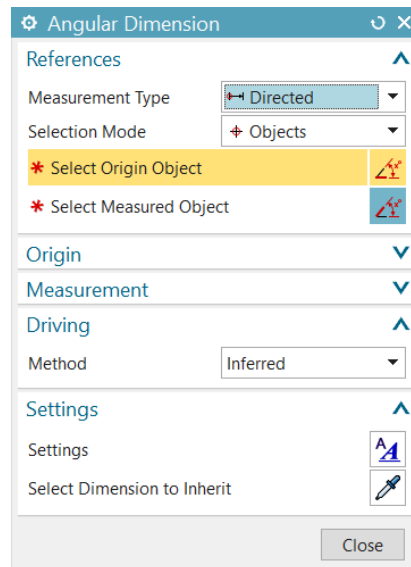 Angular Dimension
References
Measurement Type Directed
Selection Mode Objects
* Select Origin Object
* Select Measured Object
Origin
Measurement
Driving
Method Inferred
Settings
Settings
Select Dimension to Inherit
Close